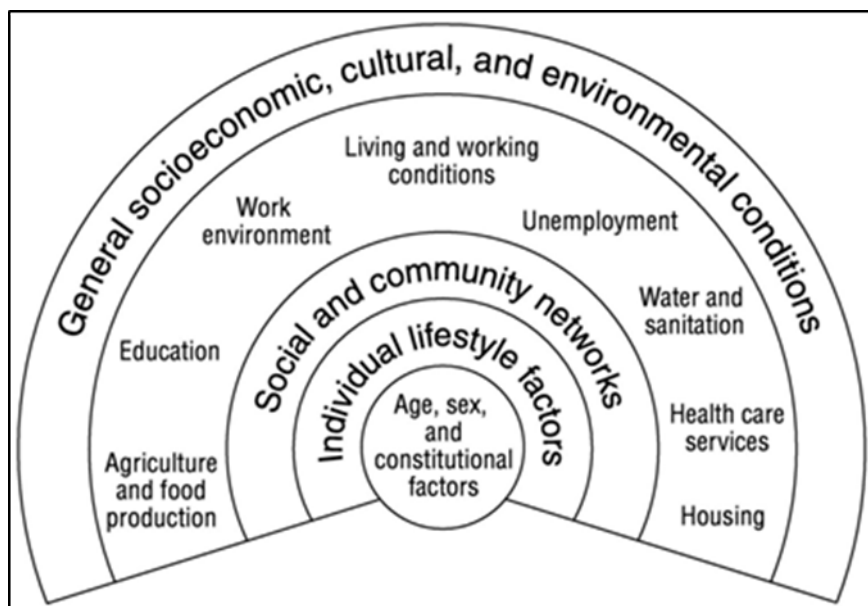 General socioeconomic, cultural, and environmental conditions
Living and working
conditions
Work
environment
Unemployment
Education
Water and
sanitation
Agriculture
and food
production
Health care
services
Housing
Social and community networks
Individual lifestyle factors
Age, sex,
and
constitutional
factors